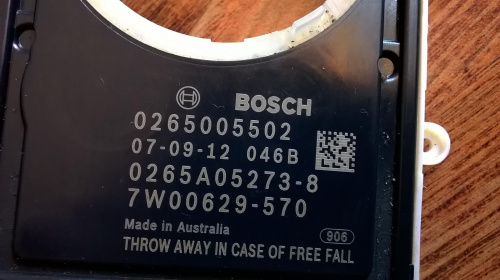 BOSCH
0265005502
07-09-12 046B
0265A05273-8
7W00629-570
Made in Australia 906
THROW AWAY IN CASE OF FREE FALL